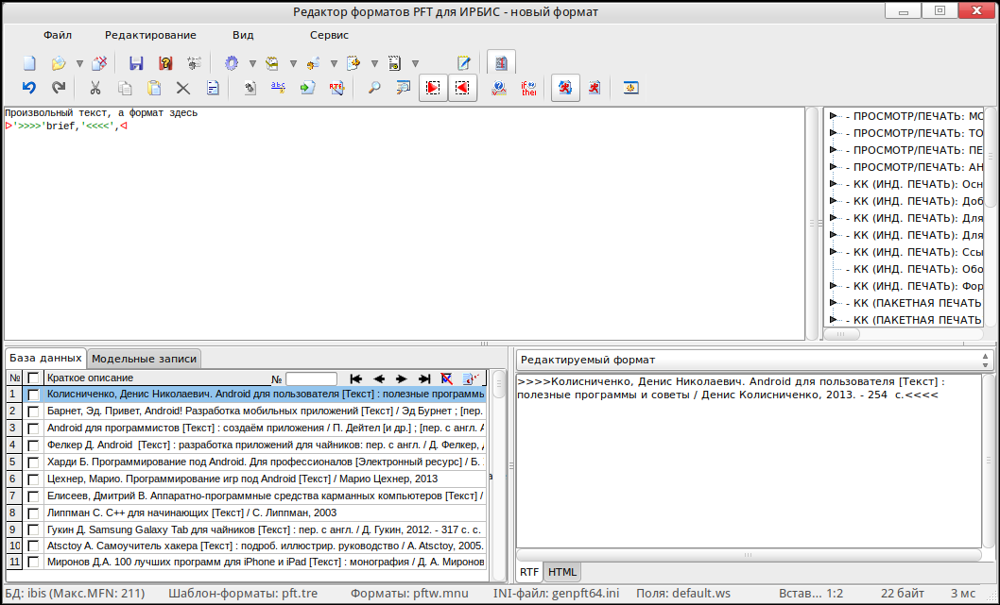 Редактор форматов PFT для ИРБИС - новый формат
Файл Редактирование Вид Сервис
Произвольный текст, а формат здесь
'>>>>'brief,'<<<<',
- ПРОСМОТР/ПЕЧАТЬ: МО
- ПРОСМОТР/ПЕЧАТЬ: ТО
- ПРОСМОТР/ПЕЧАТЬ: ПЕ
- ПРОСМОТР/ПЕЧАТЬ: АН
- КК (ИНД. ПЕЧАТЬ): Осн
- КК (ИНД. ПЕЧАТЬ): Доб
- КК (ИНД. ПЕЧАТЬ): Для
- КК (ИНД. ПЕЧАТЬ): Для
- КК (ИНД. ПЕЧАТЬ): Ссы
- КК (ИНД. ПЕЧАТЬ): Обо
- КК (ИНД. ПЕЧАТЬ): Фор
- КК (ПАКЕТНАЯ ПЕЧАТЬ
- КК (ПАКЕТНАЯ ПЕЧАТЬ
База данных Модельные записи
№ Краткое описание №
1 Колисниченко, Денис Николаевич. Android для пользователя [Текст] : полезные программы
2 Барнет, Эд. Привет, Android! Разработка мобильных приложений [Текст] / Эд Бурнет ; [пер.
3 Android для программистов [Текст] : создаём приложения / П. Дейтел [и др.] ; [пер. с англ. А
4 Фелкер Д. Android [Текст] : разработка приложений для чайников: пер. с англ. / Д. Фелкер,
5 Харди Б. Программирование под Android. Для профессионалов [Электронный ресурс] / Б.
6 Цехнер, Марио. Программирование игр под Android [Текст] / Марио Цехнер, 2013
7 Елисеев, Дмитрий В. Аппаратно-программные средства карманных компьютеров [Текст] /
8 Липпман С. C++ для начинающих [Текст] / С. Липпман, 2003
9 Гукин Д. Samsung Galaxy Tab для чайников [Текст] : пер. с англ. / Д. Гукин, 2012. - 317 с. с.
10 Atsctoy A. Самоучитель хакера [Текст] : подроб. иллюстрир. руководство / A. Atsctoy, 2005.
11 Миронов Д.А. 100 лучших программ для iPhone и iPad [Текст] : монография / Д. А. Миронов
Редактируемый формат
>>>>Колисниченко, Денис Николаевич. Android для пользователя [Текст] :
полезные программы и советы / Денис Колисниченко, 2013. - 254 с.<<<<
RTF HTML
БД: ibis (Макс.MFN: 211) Шаблон-форматы: pft.tre Форматы: pftw.mnu INI-файл: genpft64.ini Поля: default.ws Встав... 1:2 22 байт 3 мс